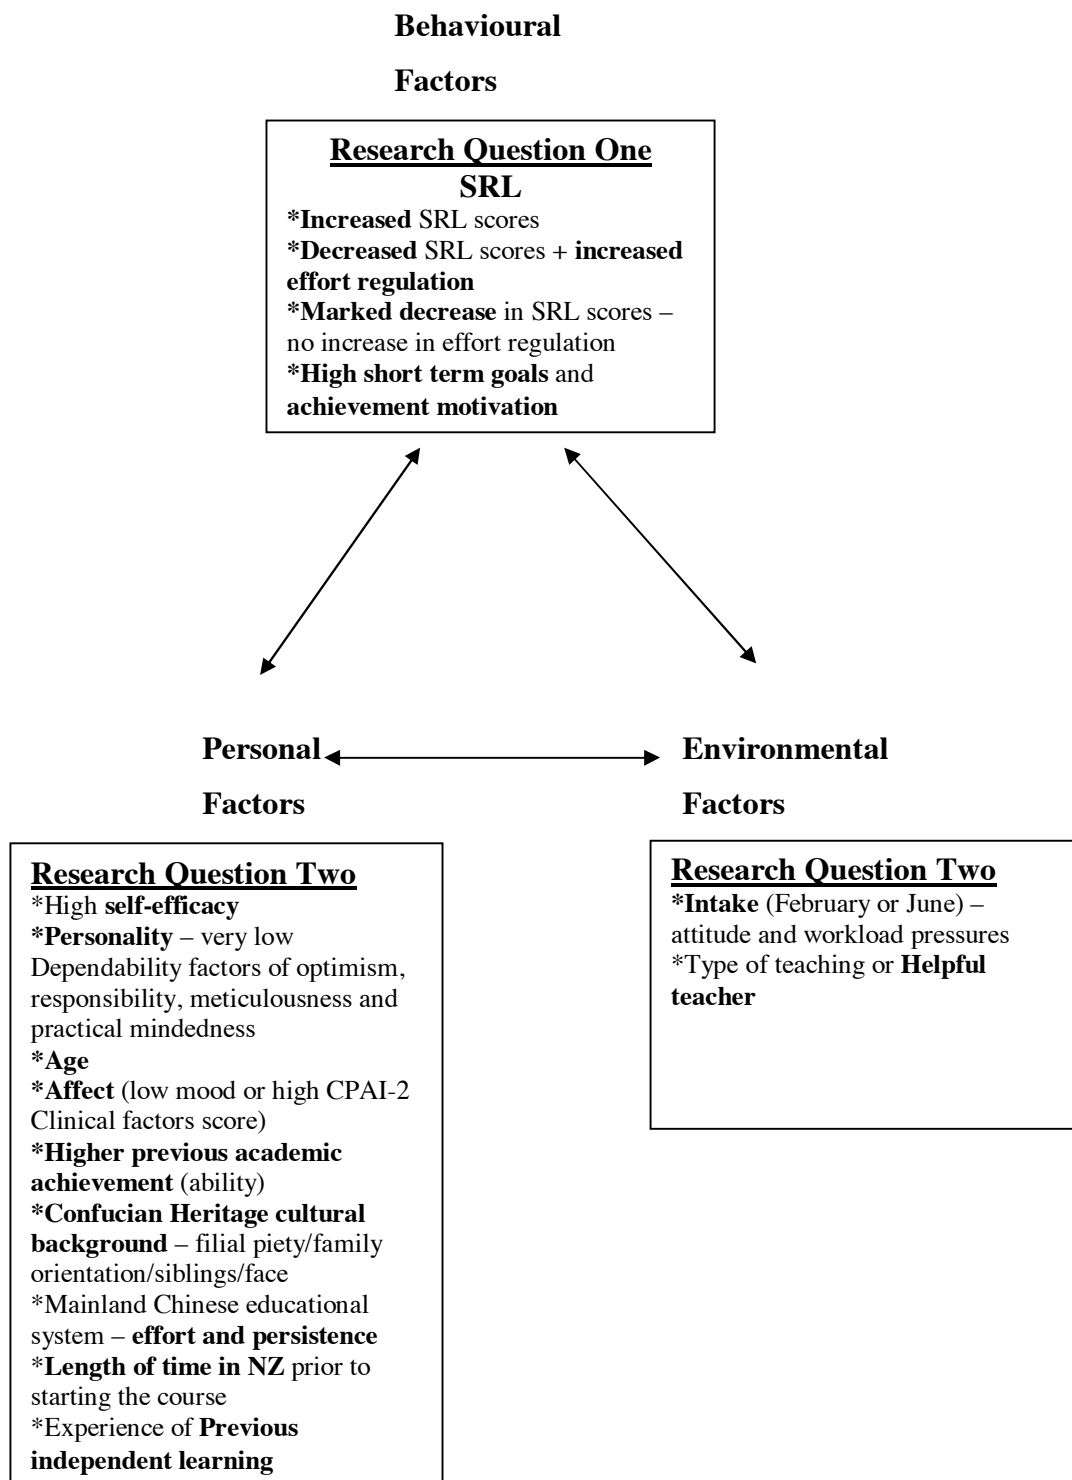 Behavioural
Factors
Research Question One
SRL
*Increased SRL scores
*Decreased SRL scores + increased
effort regulation
*Marked decrease in SRL scores –
no increase in effort regulation
*High short term goals and
achievement motivation
Personal
Factors
Environmental
Factors
Research Question Two
*High self-efficacy
*Personality – very low
Dependability factors of optimism,
responsibility, meticulousness and
practical mindedness
*Age
*Affect (low mood or high CPAI-2
Clinical factors score)
*Higher previous academic
achievement (ability)
*Confucian Heritage cultural
background – filial piety/family
orientation/siblings/face
*Mainland Chinese educational
system – effort and persistence
*Length of time in NZ prior to
starting the course
*Experience of Previous
independent learning
Research Question Two
*Intake (February or June) –
attitude and workload pressures
*Type of teaching or Helpful
teacher